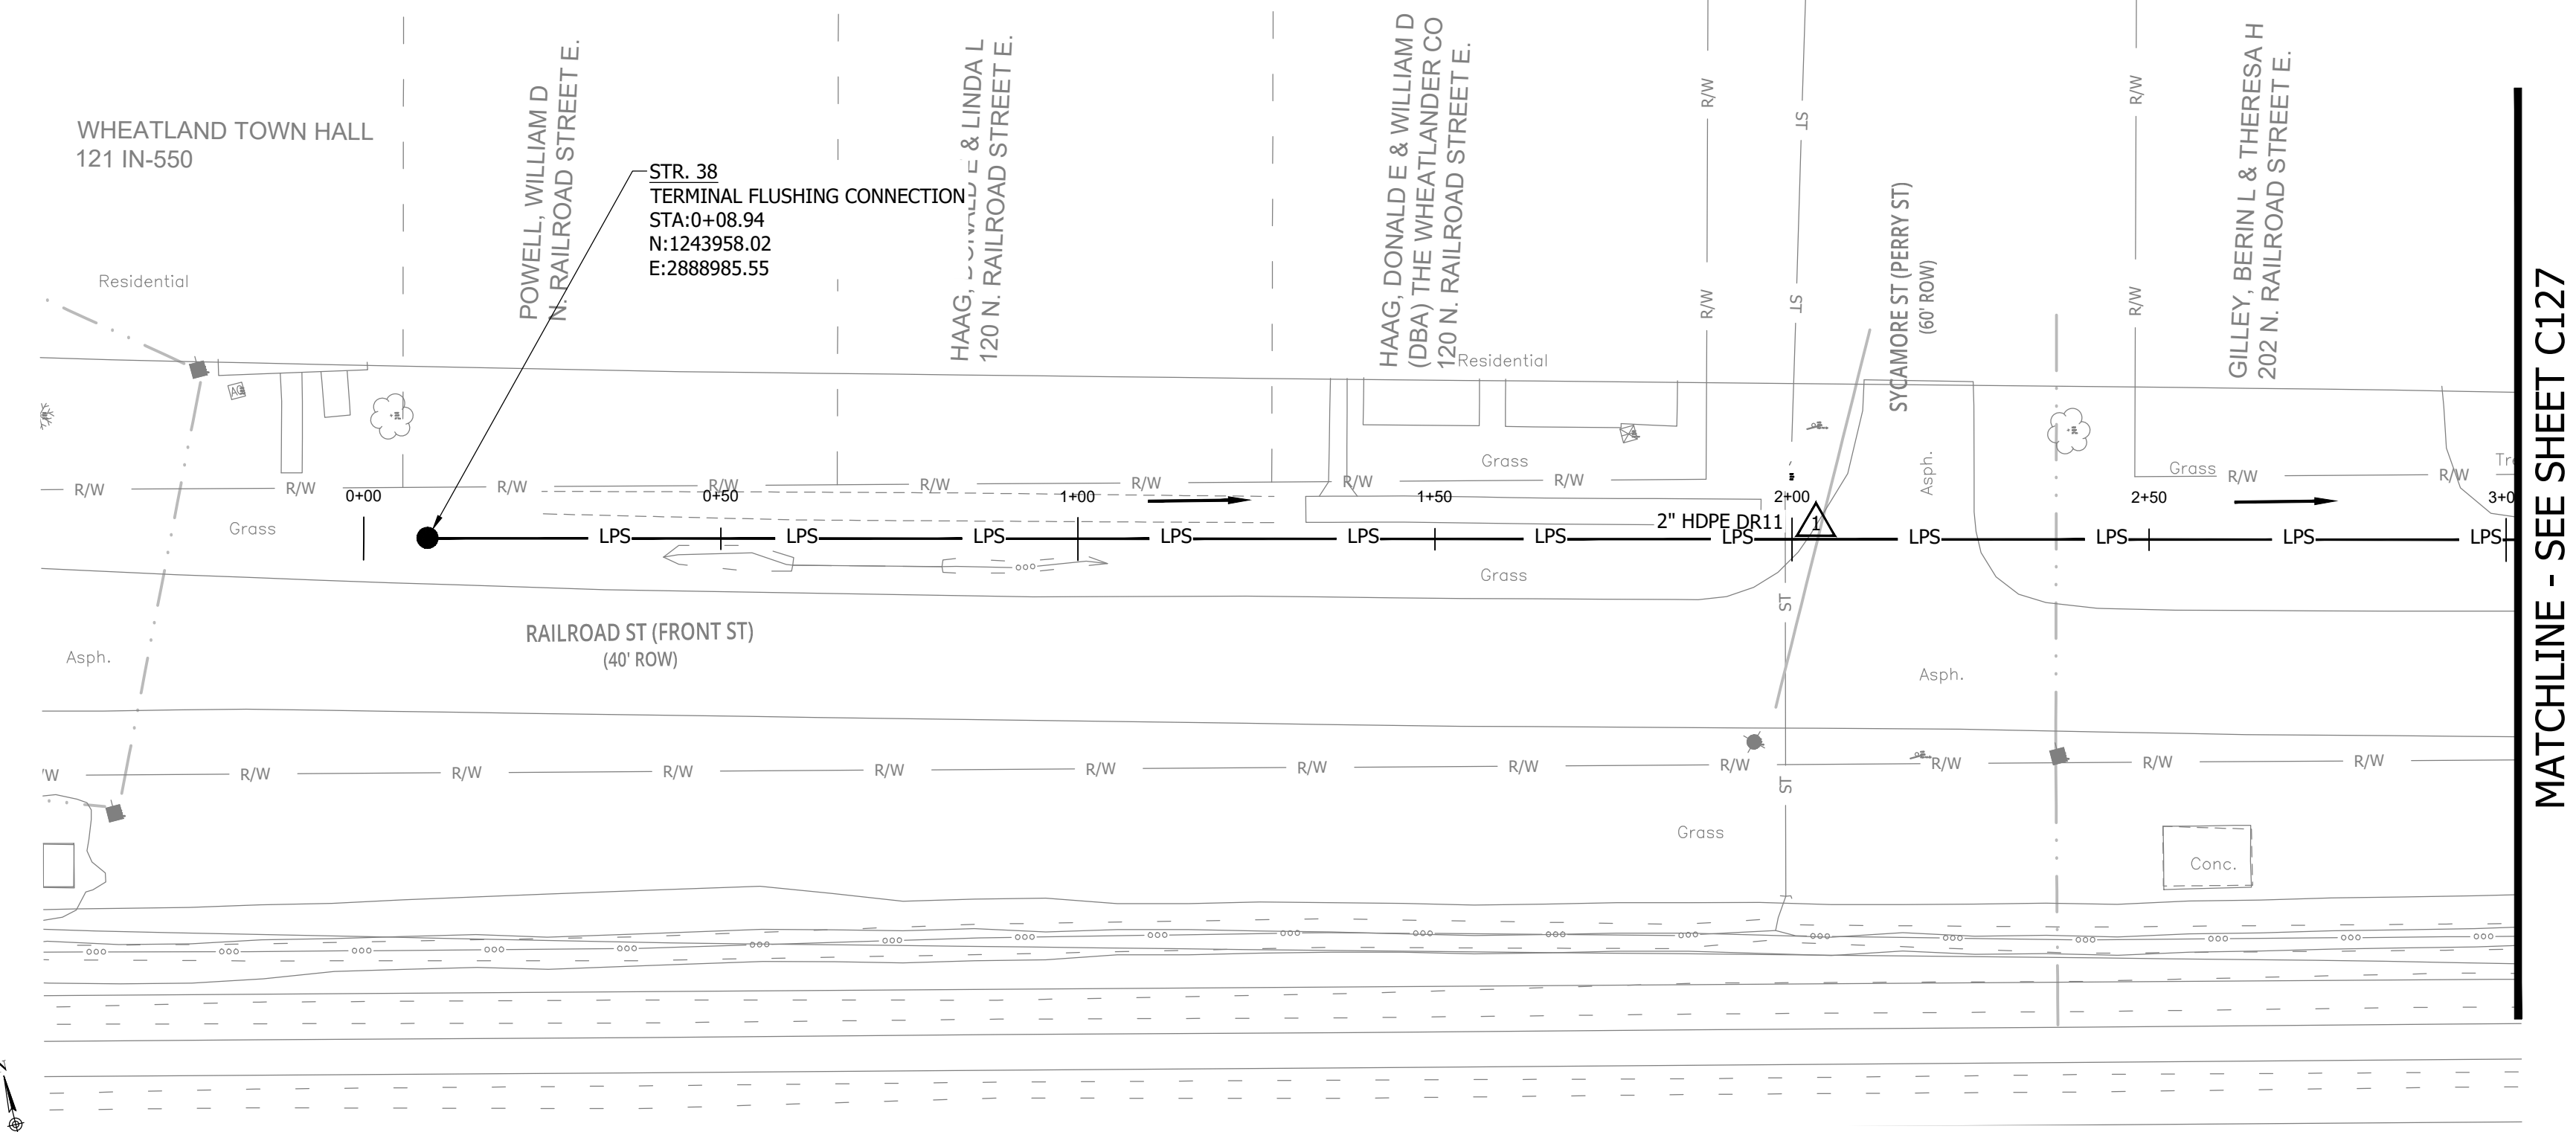 WHEATLAND TOWN HALL
121 IN-550
POWELL, WILLIAM D
N. RAILROAD STREET E.
STR. 38
TERMINAL FLUSHING CONNECTION
STA:0+08.94
N:1243958.02
E:2888985.55
HAAG, DONALD E & LINDA L
120 N. RAILROAD STREET E.
HAAG, DONALD E & WILLIAM D
(DBA) THE WHEATLANDER CO
120 N. RAILROAD STREET E.
R/W
R/W
ST
ST
SYCAMORE ST (PERRY ST)
(60' ROW)
R/W
R/W
GILLEY, BERIN L & THERESA H
202 N. RAILROAD STREET E.
MATCHLINE - SEE SHEET C127
Residential
Residential
AC
Grass
Asph.
Grass
R/W R/W R/W R/W R/W R/W R/W R/W R/W R/W
0+00 0+50 1+00 1+50 2+00 2+50 3+0
Grass
2" HDPE DR11
1
LPS LPS LPS LPS LPS LPS LPS LPS LPS LPS LPS
Grass
ST
RAILROAD ST (FRONT ST)
(40' ROW)
Asph.
Asph.
R/W R/W R/W R/W R/W R/W R/W R/W R/W R/W R/W
ST
Grass
Conc.